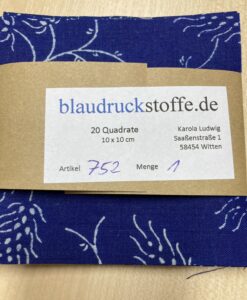 blaudruckstoffe.de
20 Quadrate
10 x 10 cm
Karola Ludwig
Saaßenstraße 1
58454 Witten
Artikel 752 Menge 1